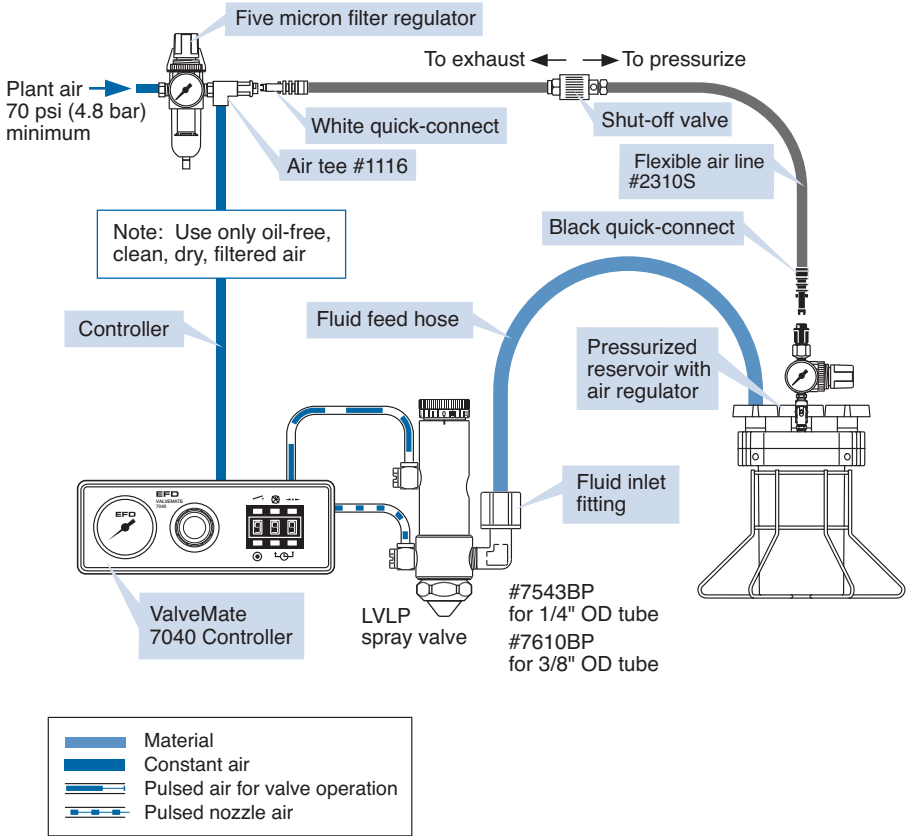 Five micron filter regulator
To exhaust
To pressurize
Plant air
70 psi (4.8 bar)
minimum
White quick-connect
Shut-off valve
Air tee #1116
Flexible air line
#2310S
Note: Use only oil-free,
clean, dry, filtered air
Black quick-connect
Controller
Fluid feed hose
Pressurized
reservoir with
air regulator
EFD
VALVEMATE
7040
EFD
9 9 9
Fluid inlet
fitting
ValveMate
7040 Controller
LVLP
spray valve
#7543BP
for 1/4" OD tube
#7610BP
for 3/8" OD tube
Material
Constant air
Pulsed air for valve operation
Pulsed nozzle air